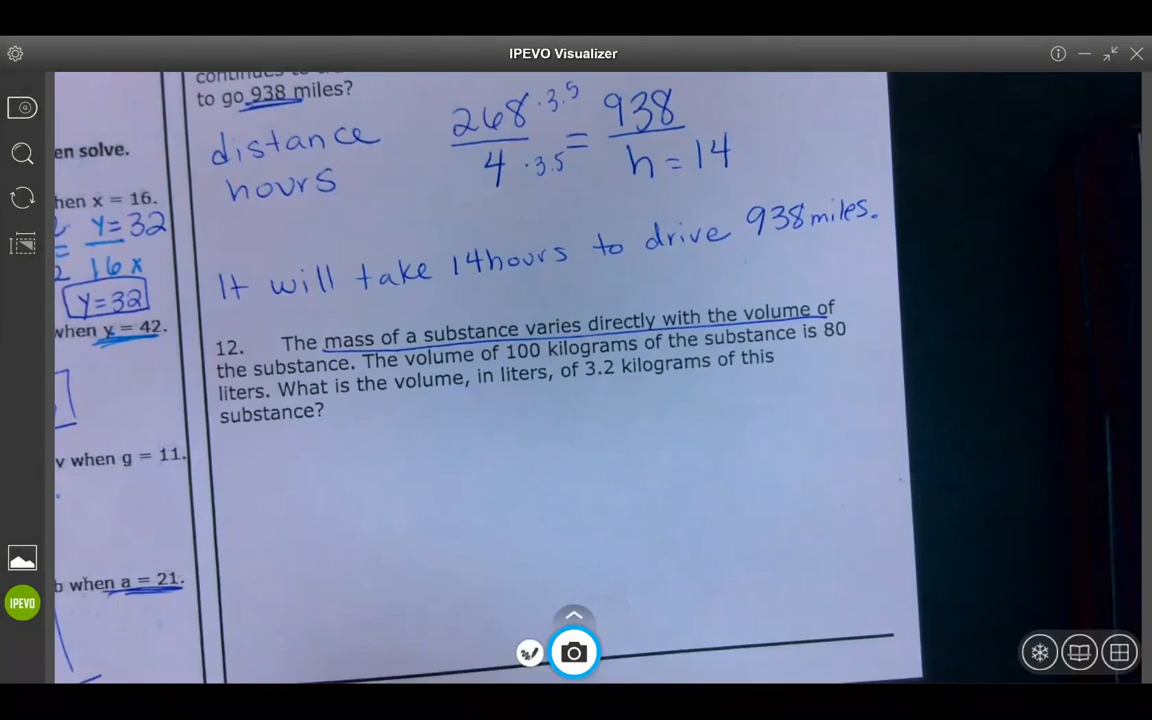 IPEVO Visualizer
to go 938 miles?
distance
hours
268 · 3.5 = 938
4 · 3.5 h = 14
It will take 14 hours to drive 938 miles.
12. The mass of a substance varies directly with the volume of
the substance. The volume of 100 kilograms of the substance is 80
liters. What is the volume, in liters, of 3.2 kilograms of this
substance?
en solve.
hen x = 16.
y = 32
16 x
y = 32
when y = 42.
v when g = 11.
b when a = 21.
IPEVO